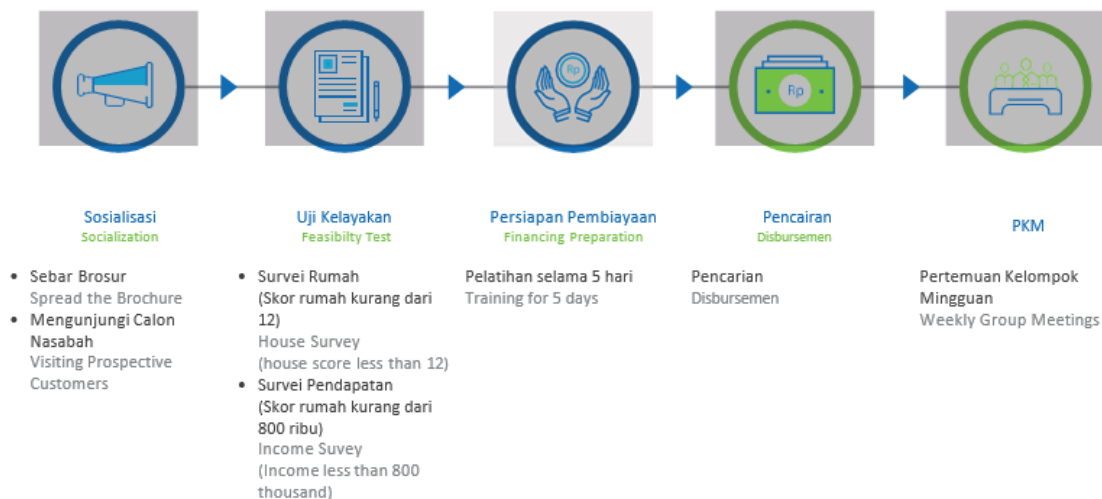 Rp
Rp
Sosialisasi
Socialization
• Sebar Brosur
Spread the Brochure
• Mengunjungi Calon
Nasabah
Visiting Prospective
Customers
Uji Kelayakan
Feasibilty Test
• Survei Rumah
(Skor rumah kurang dari
12)
House Survey
(house score less than 12)
• Survei Pendapatan
(Skor rumah kurang dari
800 ribu)
Income Suvey
(Income less than 800
thousand)
Persiapan Pembiayaan
Financing Preparation
Pelatihan selama 5 hari
Training for 5 days
Pencairan
Disbursemen
Pencarian
Disbursemen
PKM
Pertemuan Kelompok
Mingguan
Weekly Group Meetings